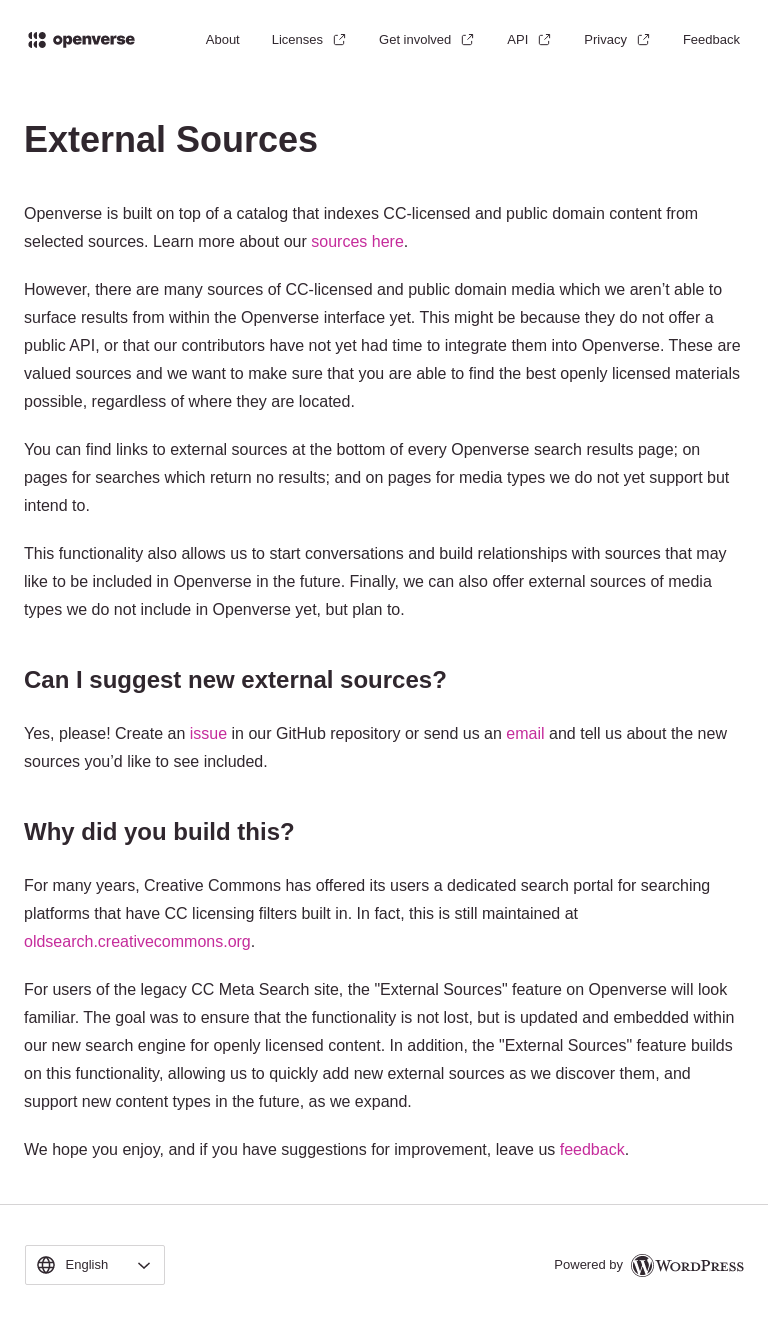 openverse About Licenses Get involved API Privacy Feedback
External Sources
Openverse is built on top of a catalog that indexes CC-licensed and public domain content from
selected sources. Learn more about our sources here.
However, there are many sources of CC-licensed and public domain media which we aren’t able to
surface results from within the Openverse interface yet. This might be because they do not offer a
public API, or that our contributors have not yet had time to integrate them into Openverse. These are
valued sources and we want to make sure that you are able to find the best openly licensed materials
possible, regardless of where they are located.
You can find links to external sources at the bottom of every Openverse search results page; on
pages for searches which return no results; and on pages for media types we do not yet support but
intend to.
This functionality also allows us to start conversations and build relationships with sources that may
like to be included in Openverse in the future. Finally, we can also offer external sources of media
types we do not include in Openverse yet, but plan to.
Can I suggest new external sources?
Yes, please! Create an issue in our GitHub repository or send us an email and tell us about the new
sources you’d like to see included.
Why did you build this?
For many years, Creative Commons has offered its users a dedicated search portal for searching
platforms that have CC licensing filters built in. In fact, this is still maintained at
oldsearch.creativecommons.org.
For users of the legacy CC Meta Search site, the "External Sources" feature on Openverse will look
familiar. The goal was to ensure that the functionality is not lost, but is updated and embedded within
our new search engine for openly licensed content. In addition, the "External Sources" feature builds
on this functionality, allowing us to quickly add new external sources as we discover them, and
support new content types in the future, as we expand.
We hope you enjoy, and if you have suggestions for improvement, leave us feedback.
English Powered by WordPress